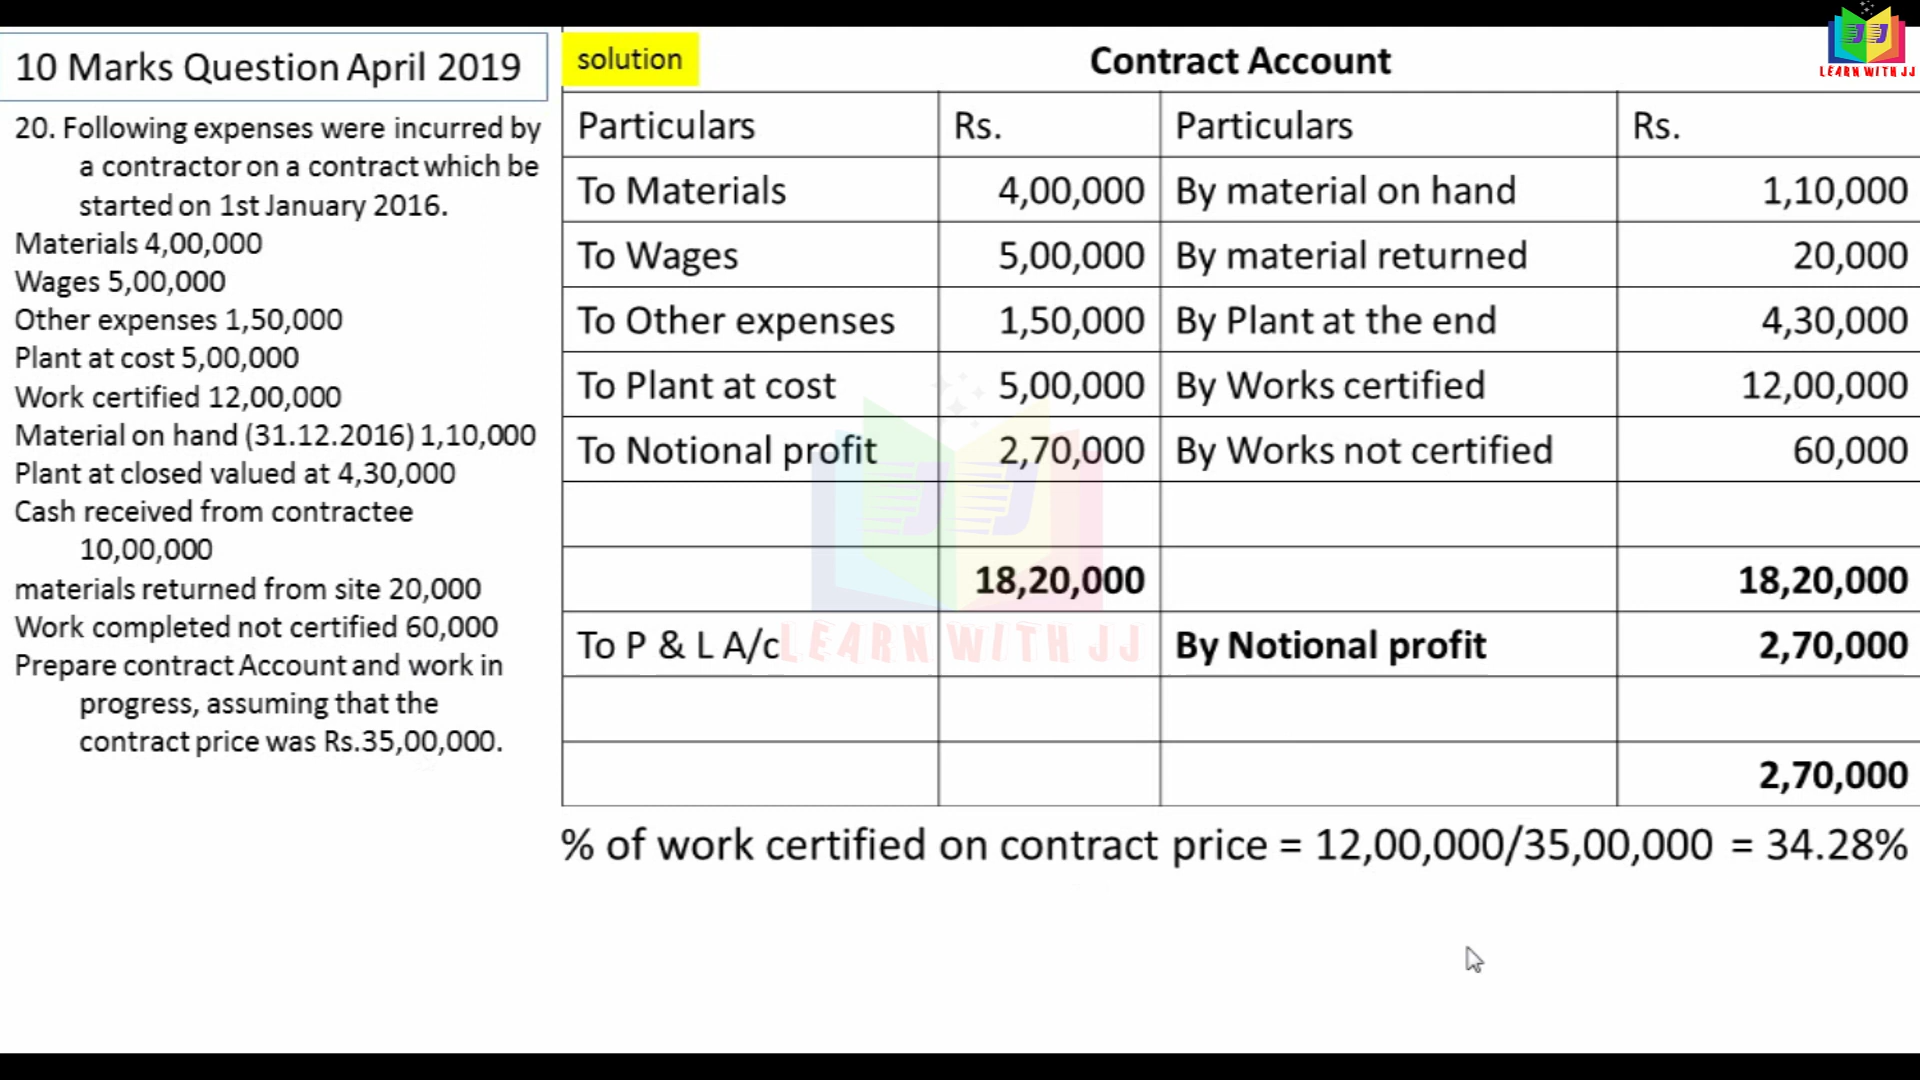 10 Marks Question April 2019
20. Following expenses were incurred by
a contractor on a contract which be
started on 1st January 2016.
Materials 4,00,000
Wages 5,00,000
Other expenses 1,50,000
Plant at cost 5,00,000
Work certified 12,00,000
Material on hand (31.12.2016) 1,10,000
Plant at closed valued at 4,30,000
Cash received from contractee
10,00,000
materials returned from site 20,000
Work completed not certified 60,000
Prepare contract Account and work in
progress, assuming that the
contract price was Rs.35,00,000.
solution
Contract Account
Particulars Rs. Particulars Rs.
To Materials 4,00,000 By material on hand 1,10,000
To Wages 5,00,000 By material returned 20,000
To Other expenses 1,50,000 By Plant at the end 4,30,000
To Plant at cost 5,00,000 By Works certified 12,00,000
To Notional profit 2,70,000 By Works not certified 60,000
18,20,000 18,20,000
To P & L A/c By Notional profit 2,70,000
2,70,000
% of work certified on contract price = 12,00,000/35,00,000 = 34.28%
JJ
LEARN WITH JJ
JJ
LEARN WITH JJ